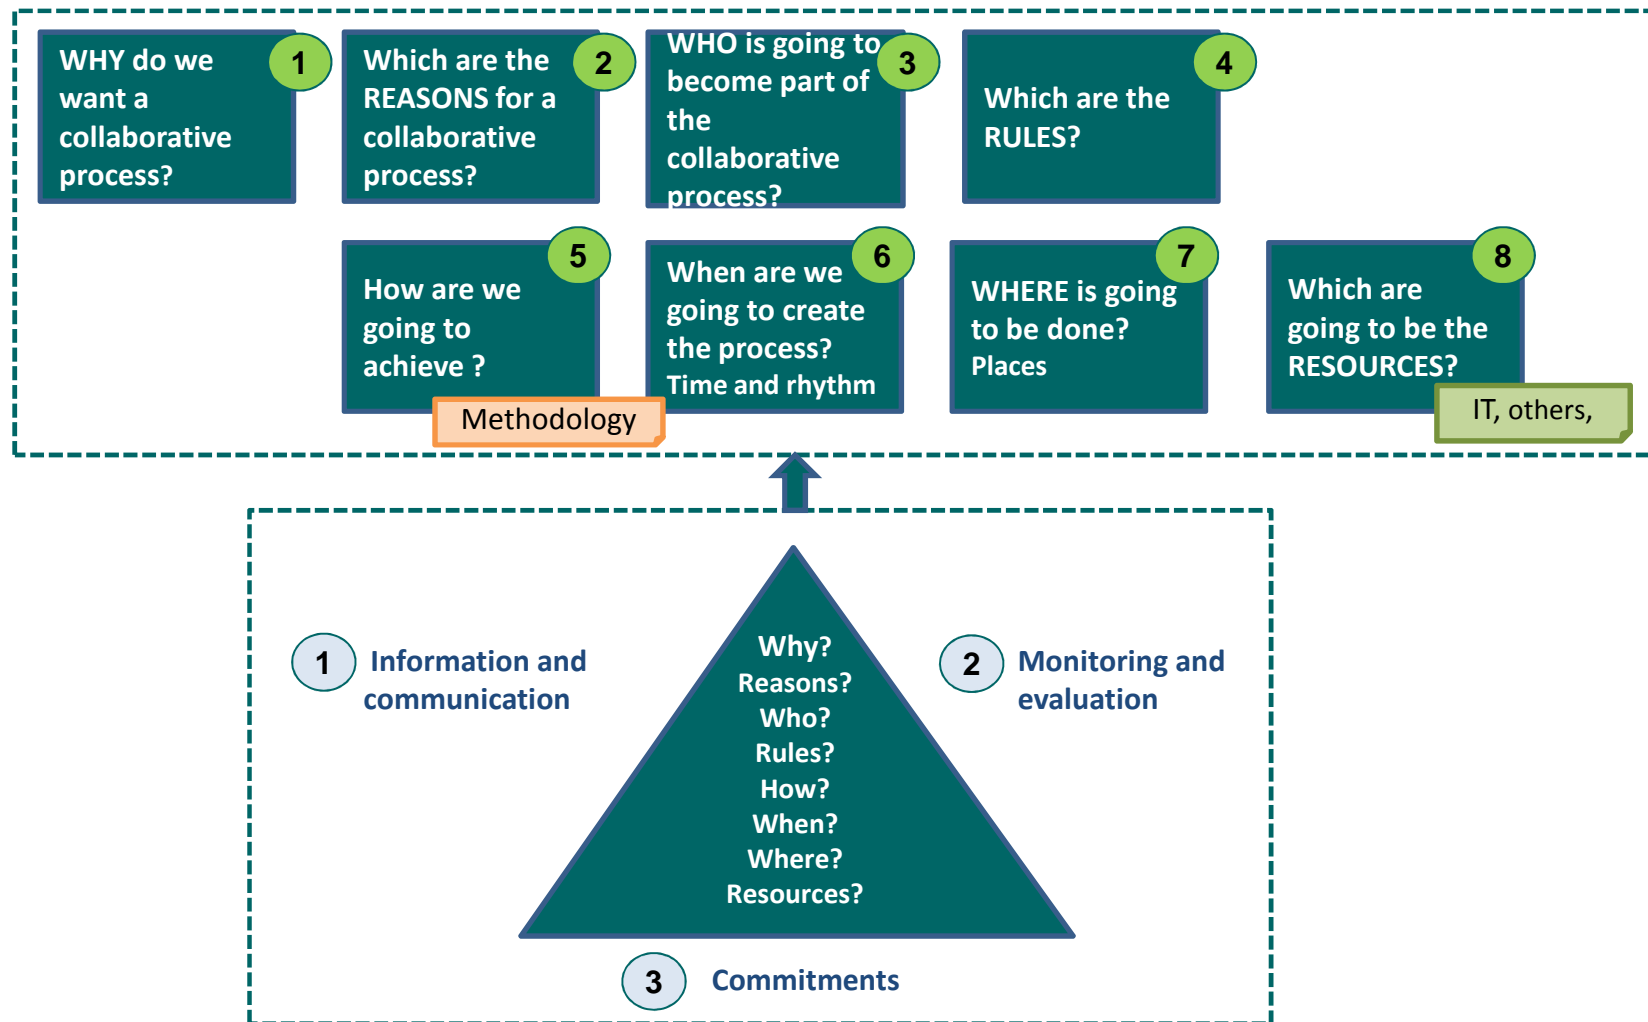 WHY do we
want a
collaborative
process?
1
Which are the
REASONS for a
collaborative
process?
2
WHO is going to
become part of
the
collaborative
process?
3
Which are the
RULES?
4
How are we
going to
achieve ?
5
Methodology
When are we
going to create
the process?
Time and rhythm
6
WHERE is going
to be done?
Places
7
Which are
going to be the
RESOURCES?
8
IT, others,
1
Information and
communication
Why?
Reasons?
Who?
Rules?
How?
When?
Where?
Resources?
2
Monitoring and
evaluation
3
Commitments